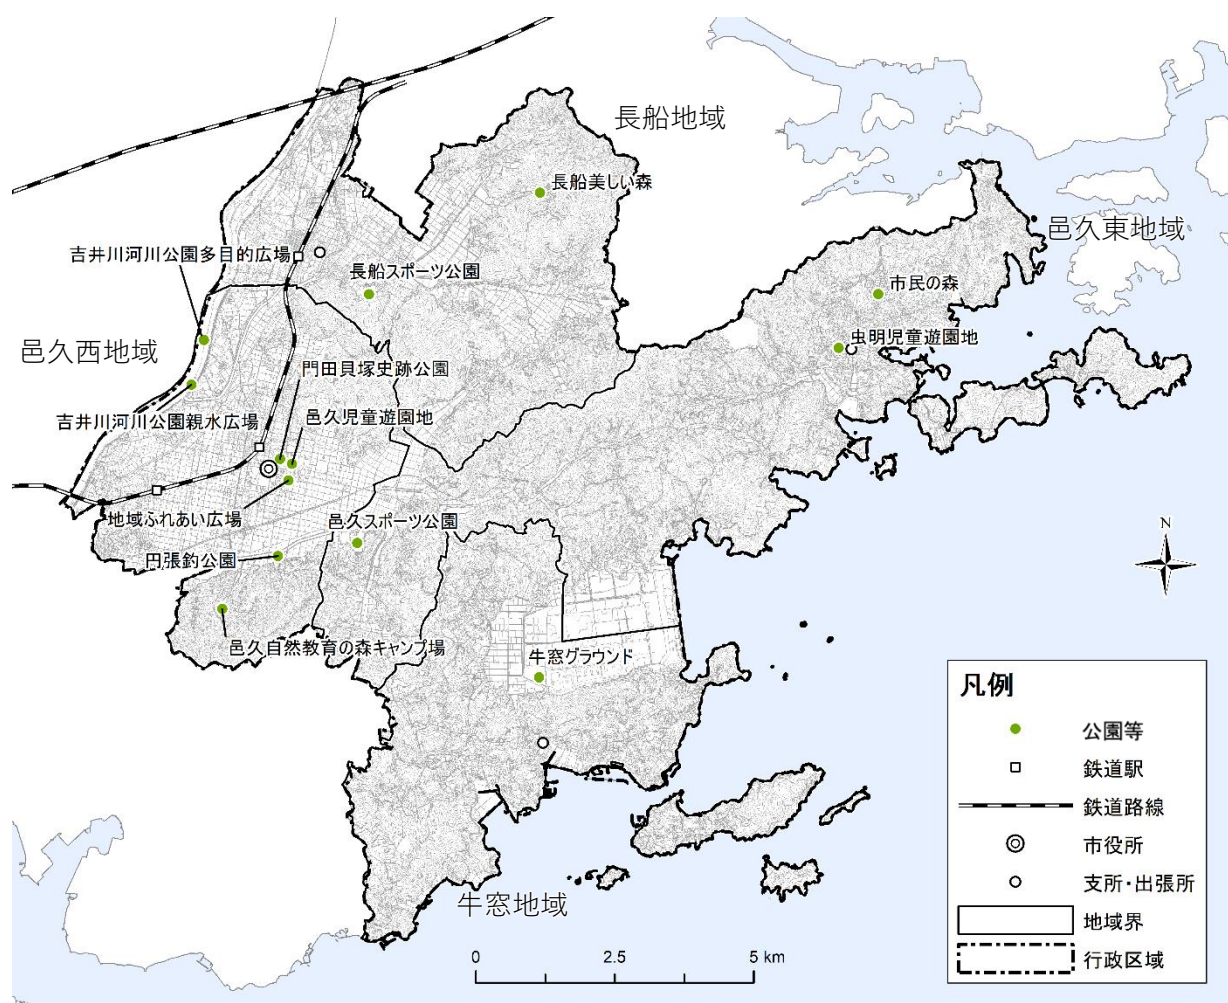 長船地域
長船美しい森
邑久東地域
吉井川河川公園多目的広場
長船スポーツ公園
市民の森
邑久西地域
虫明児童遊園地
門田貝塚史跡公園
吉井川河川公園親水広場
邑久児童遊園地
地域ふれあい広場
邑久スポーツ公園
円張釣公園
邑久自然教育の森キャンプ場
牛窓グラウンド
牛窓地域
N
凡例
公園等
鉄道駅
鉄道路線
市役所
支所・出張所
地域界
行政区域
0 2.5 5 km